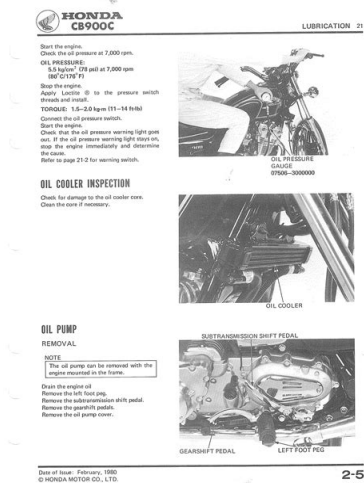 HONDA
CB900C
LUBRICATION 21
Start the engine.
Check the oil pressure at 7,000 rpm.
OIL PRESSURE:
5.5 kg/cm² (78 psi) at 7,000 rpm
(80°C/176°F)
Stop the engine.
Apply Loctite ® to the pressure switch
threads and install.
TORQUE: 1.5–2.0 kg-m (11–14 ft-lb)
Connect the oil pressure switch.
Start the engine.
Check that the oil pressure warning light goes
out. If the oil pressure warning light stays on,
stop the engine immediately and determine
the cause.
Refer to page 21-2 for warning switch.
OIL PRESSURE
GAUGE
07506-3000000
OIL COOLER INSPECTION
Check for damage to the oil cooler core.
Clean the core if necessary.
OIL COOLER
OIL PUMP
REMOVAL
NOTE
The oil pump can be removed with the
engine mounted in the frame.
Drain the engine oil
Remove the left foot peg.
Remove the subtransmission shift pedal.
Remove the gearshift pedals.
Remove the oil pump cover.
SUBTRANSMISSION SHIFT PEDAL
GEARSHIFT PEDAL
LEFT FOOT PEG
Date of Issue: February, 1980
© HONDA MOTOR CO., LTD.
2-5